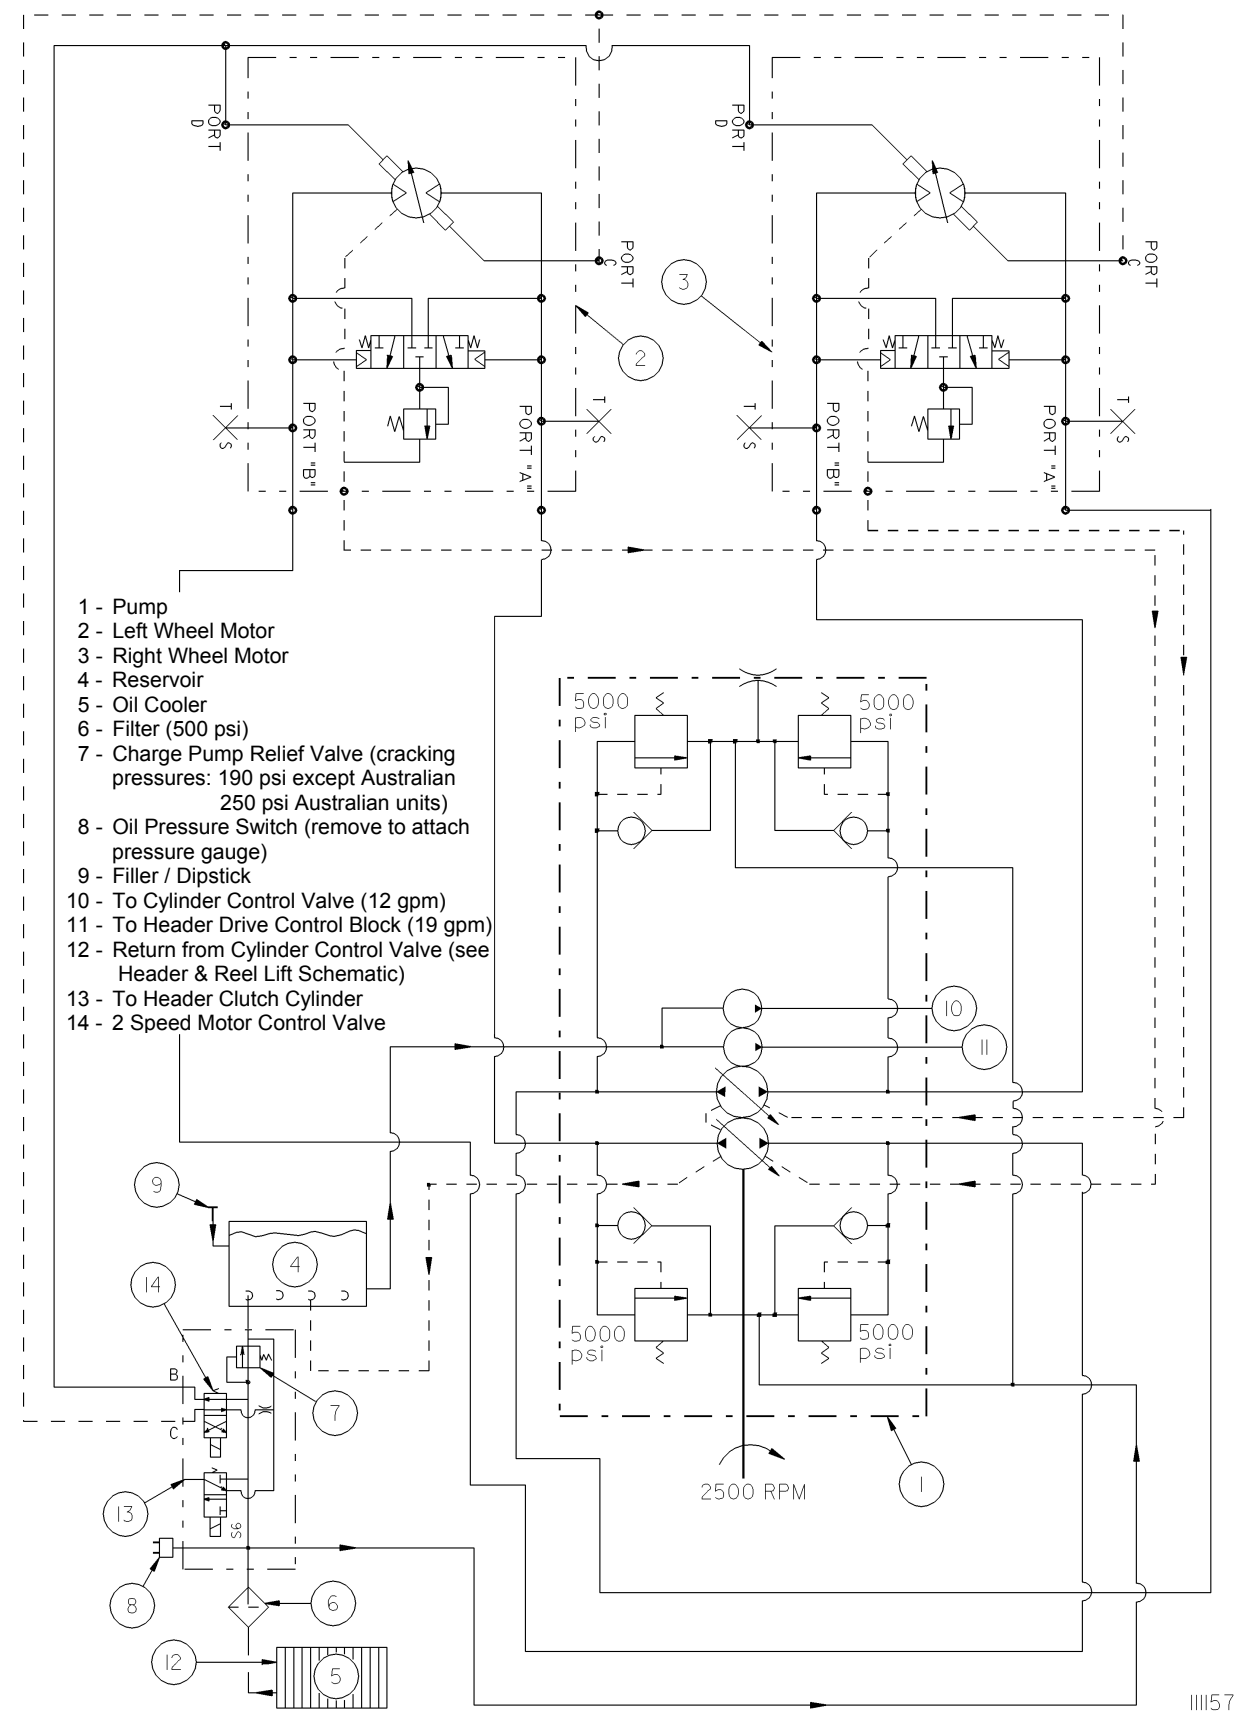 PORT
D
PORT
D
PORT
C
PORT
C
3
2
T
S
PORT "B"
PORT "A"
T
S
T
S
PORT "B"
PORT "A"
T
S
1 - Pump
2 - Left Wheel Motor
3 - Right Wheel Motor
4 - Reservoir
5 - Oil Cooler
6 - Filter (500 psi)
7 - Charge Pump Relief Valve (cracking
pressures: 190 psi except Australian
250 psi Australian units)
8 - Oil Pressure Switch (remove to attach
pressure gauge)
9 - Filler / Dipstick
10 - To Cylinder Control Valve (12 gpm)
11 - To Header Drive Control Block (19 gpm)
12 - Return from Cylinder Control Valve (see
Header & Reel Lift Schematic)
13 - To Header Clutch Cylinder
14 - 2 Speed Motor Control Valve
5000
psi
5000
psi
10
11
9
4
14
5000
psi
5000
psi
B
7
C
2500 RPM
1
13
S6
8
6
12
5
111157